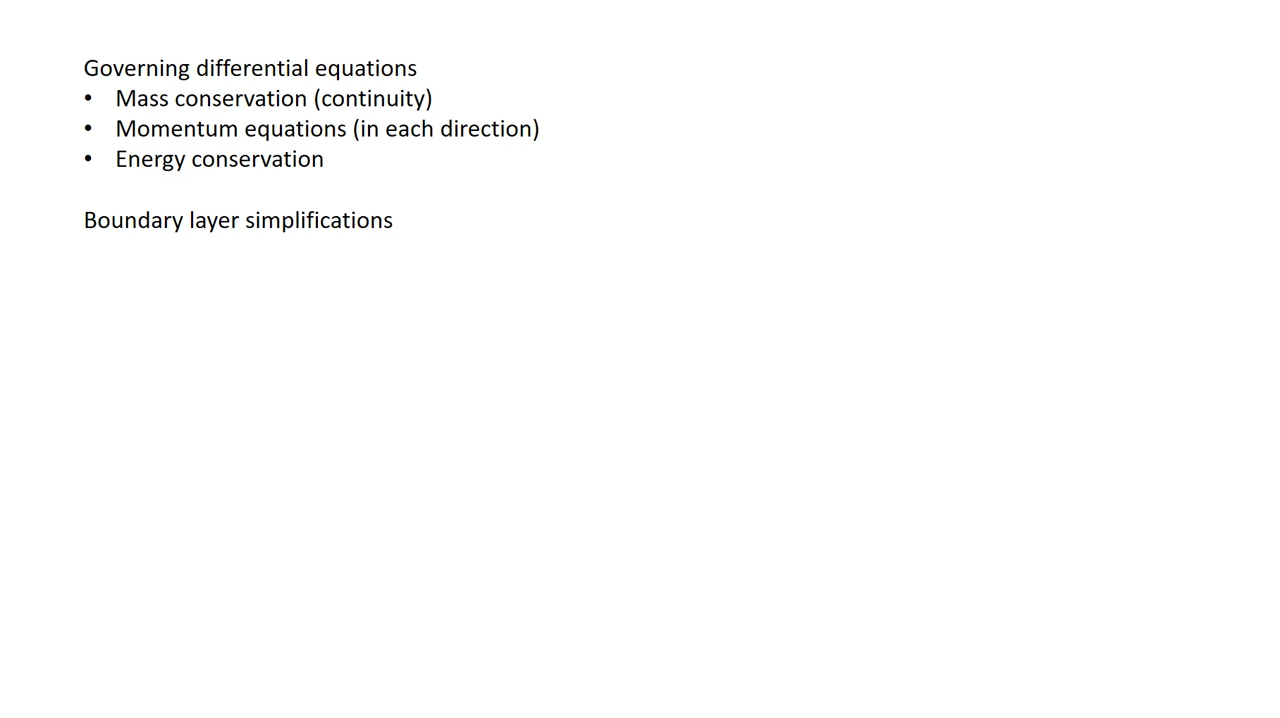 Governing differential equations
• Mass conservation (continuity)
• Momentum equations (in each direction)
• Energy conservation
Boundary layer simplifications